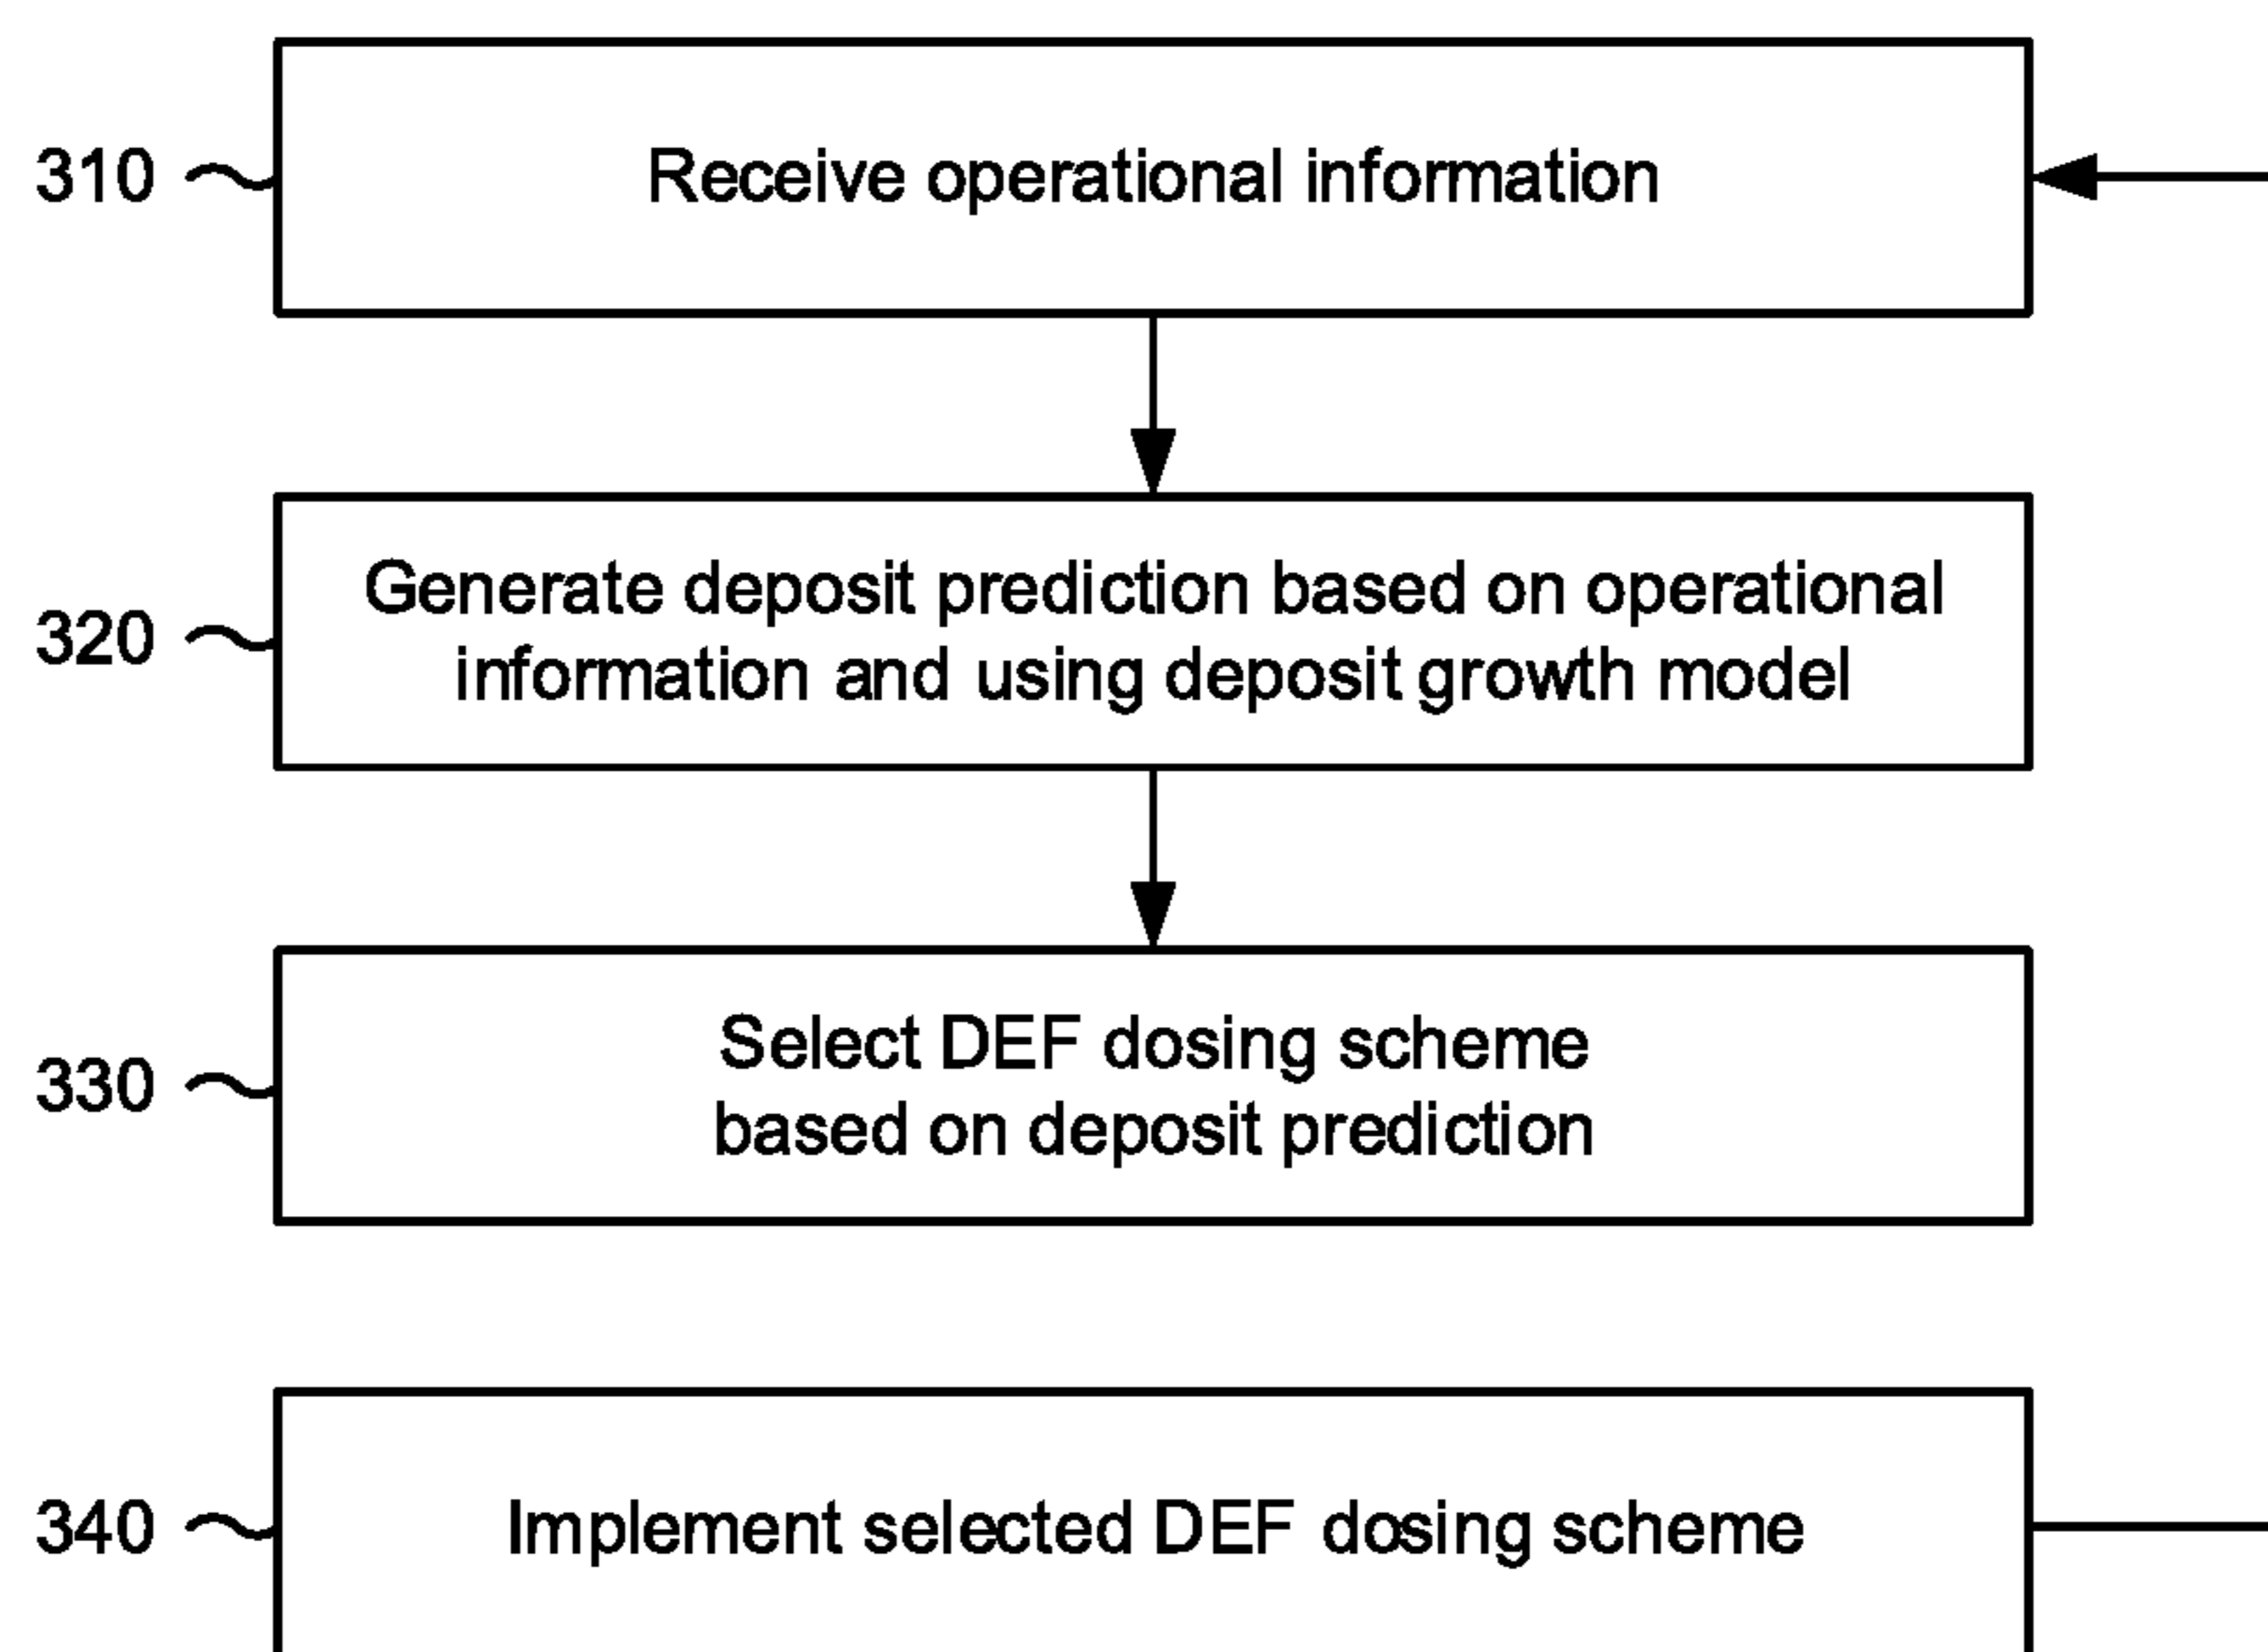 310
Receive operational information
320
Generate deposit prediction based on operational
information and using deposit growth model
330
Select DEF dosing scheme
based on deposit prediction
340
Implement selected DEF dosing scheme